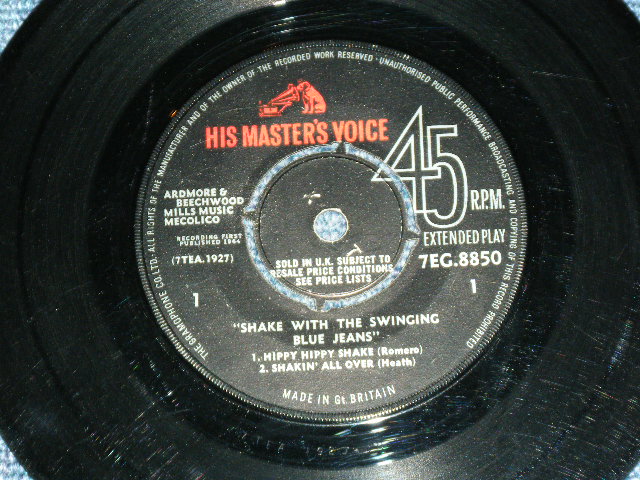 THE GRAMOPHONE CO. LTD. ALL RIGHTS OF THE MANUFACTURER AND OF THE OWNER OF THE RECORDED WORK RESERVED · UNAUTHORISED PUBLIC PERFORMANCE BROADCASTING AND COPYING OF THIS RECORD PROHIBITED
HIS MASTER'S VOICE
45
R.P.M.
EXTENDED PLAY
ARDMORE &
BEECHWOOD
MILLS MUSIC
MECOLICO
RECORDING FIRST
PUBLISHED 1964
(7TEA.1927)
7EG.8850
SOLD IN U.K. SUBJECT TO
RESALE PRICE CONDITIONS,
SEE PRICE LISTS
1
1
"SHAKE WITH THE SWINGING
BLUE JEANS"
1. HIPPY HIPPY SHAKE (Romero)
2. SHAKIN' ALL OVER (Heath)
MADE IN Gt. BRITAIN